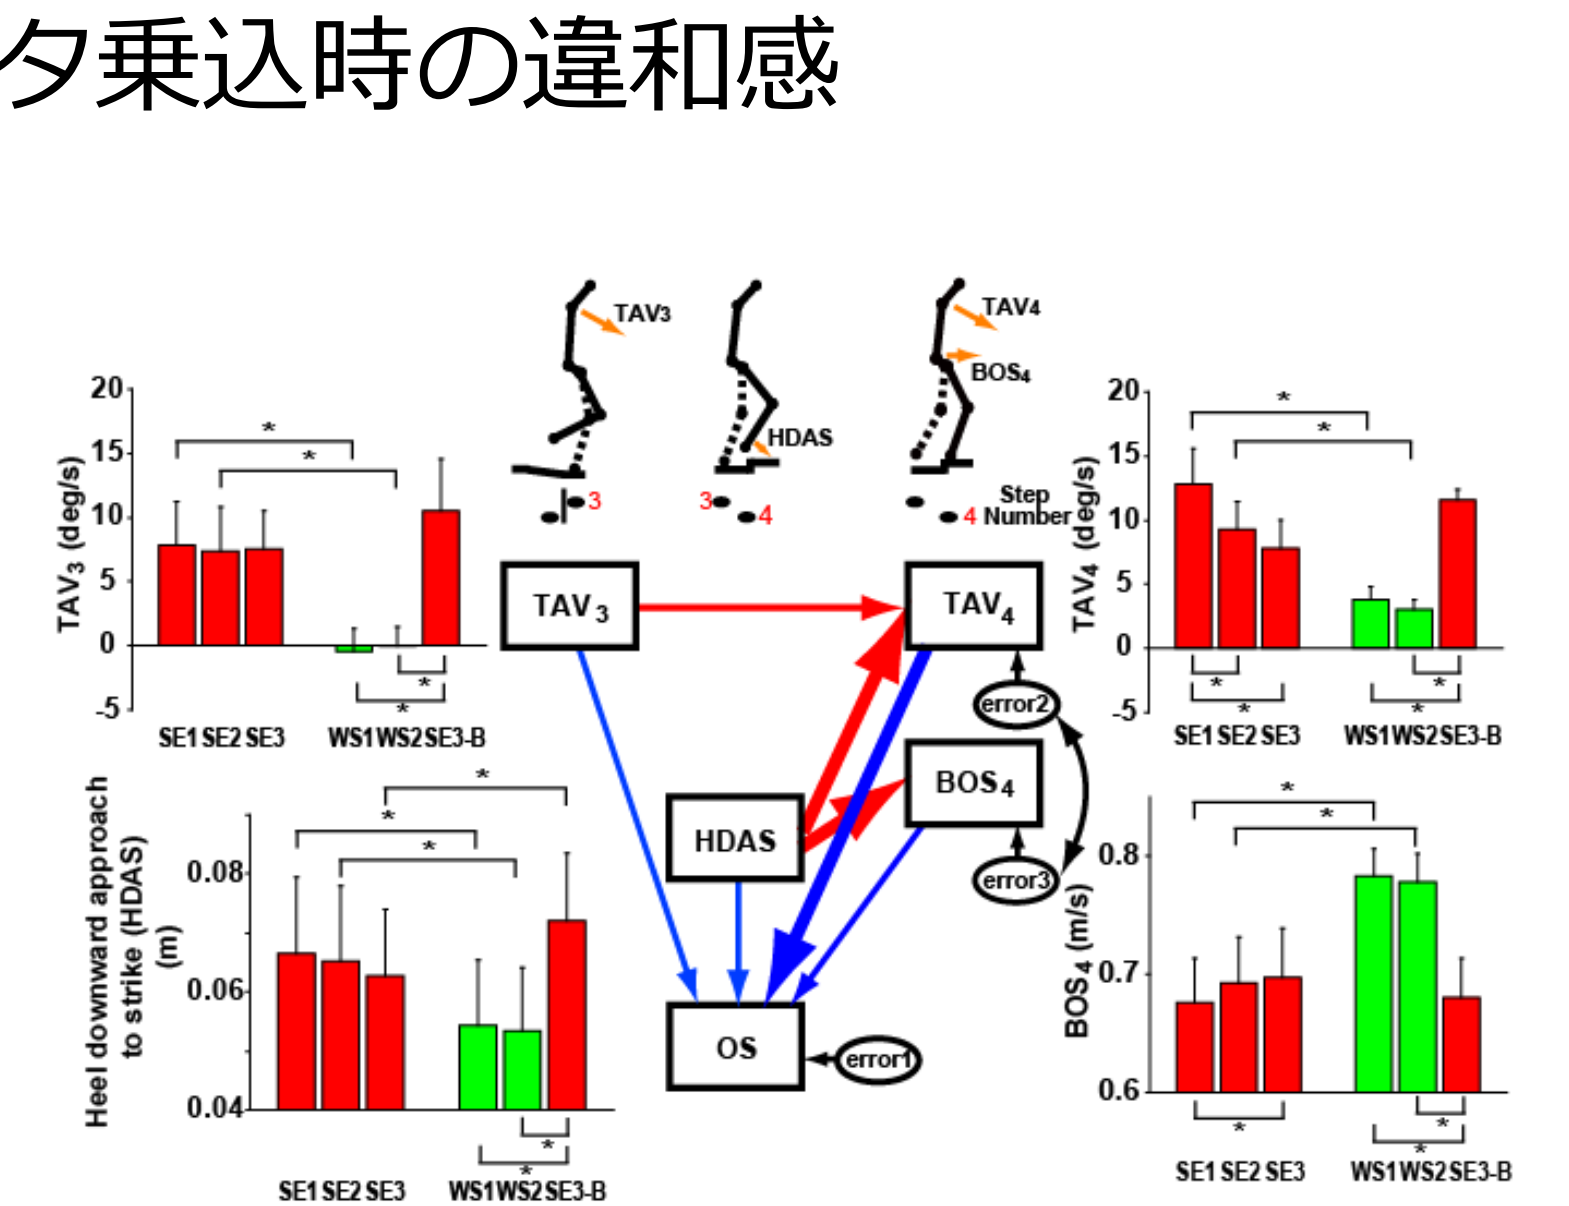 タ乗込時の違和感
TAV3
HDAS
TAV4
BOS4
3
3
4
4
Step
Number
20
15
10
5
0
-5
TAV3 (deg/s)
*
*
*
*
SE1 SE2 SE3
WS1 WS2 SE3-B
20
15
10
5
0
-5
TAV4 (deg/s)
*
*
*
*
*
*
SE1 SE2 SE3
WS1 WS2 SE3-B
TAV3
TAV4
error2
HDAS
BOS4
error3
OS
error1
Heel downward approach
to strike (HDAS)
(m)
0.08
0.06
0.04
*
*
*
*
*
SE1 SE2 SE3
WS1 WS2 SE3-B
BOS4 (m/s)
0.8
0.7
0.6
*
*
*
*
*
SE1 SE2 SE3
WS1 WS2 SE3-B